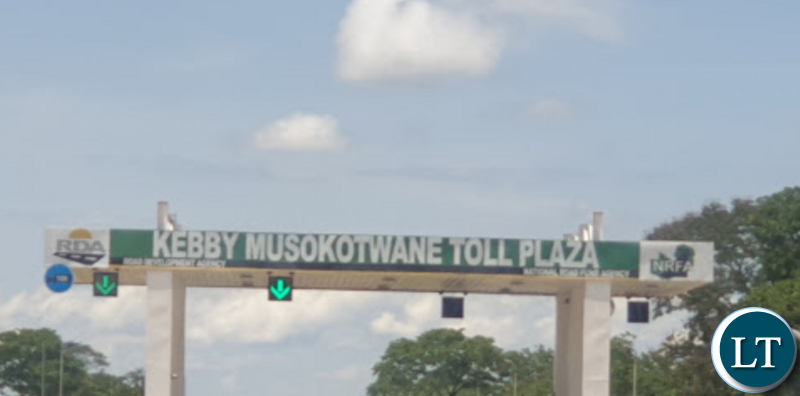 KEBBY MUSOKOTWANE TOLL PLAZA
RDA
ROAD DEVELOPMENT AGENCY
NATIONAL ROAD FUND AGENCY
NRFA
LT